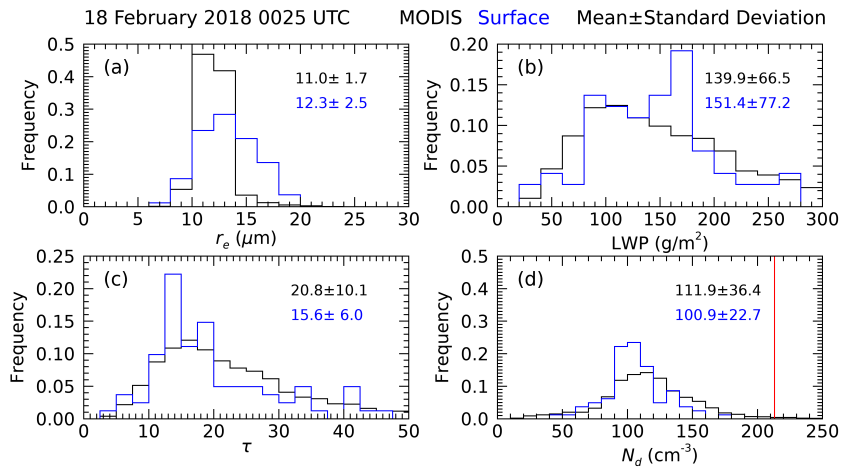 18 February 2018 0025 UTC MODIS Surface Mean±Standard Deviation
(a)
11.0± 1.7
12.3± 2.5
Frequency
0.5
0.4
0.3
0.2
0.1
0.0
0 5 10 15 20 25 30
r_e (μm)
(b)
139.9±66.5
151.4±77.2
Frequency
0.20
0.15
0.10
0.05
0.00
0 50 100 150 200 250 300
LWP (g/m²)
(c)
20.8±10.1
15.6± 6.0
Frequency
0.25
0.20
0.15
0.10
0.05
0.00
0 10 20 30 40 50
τ
(d)
111.9±36.4
100.9±22.7
Frequency
0.5
0.4
0.3
0.2
0.1
0.0
0 50 100 150 200 250
N_d (cm⁻³)